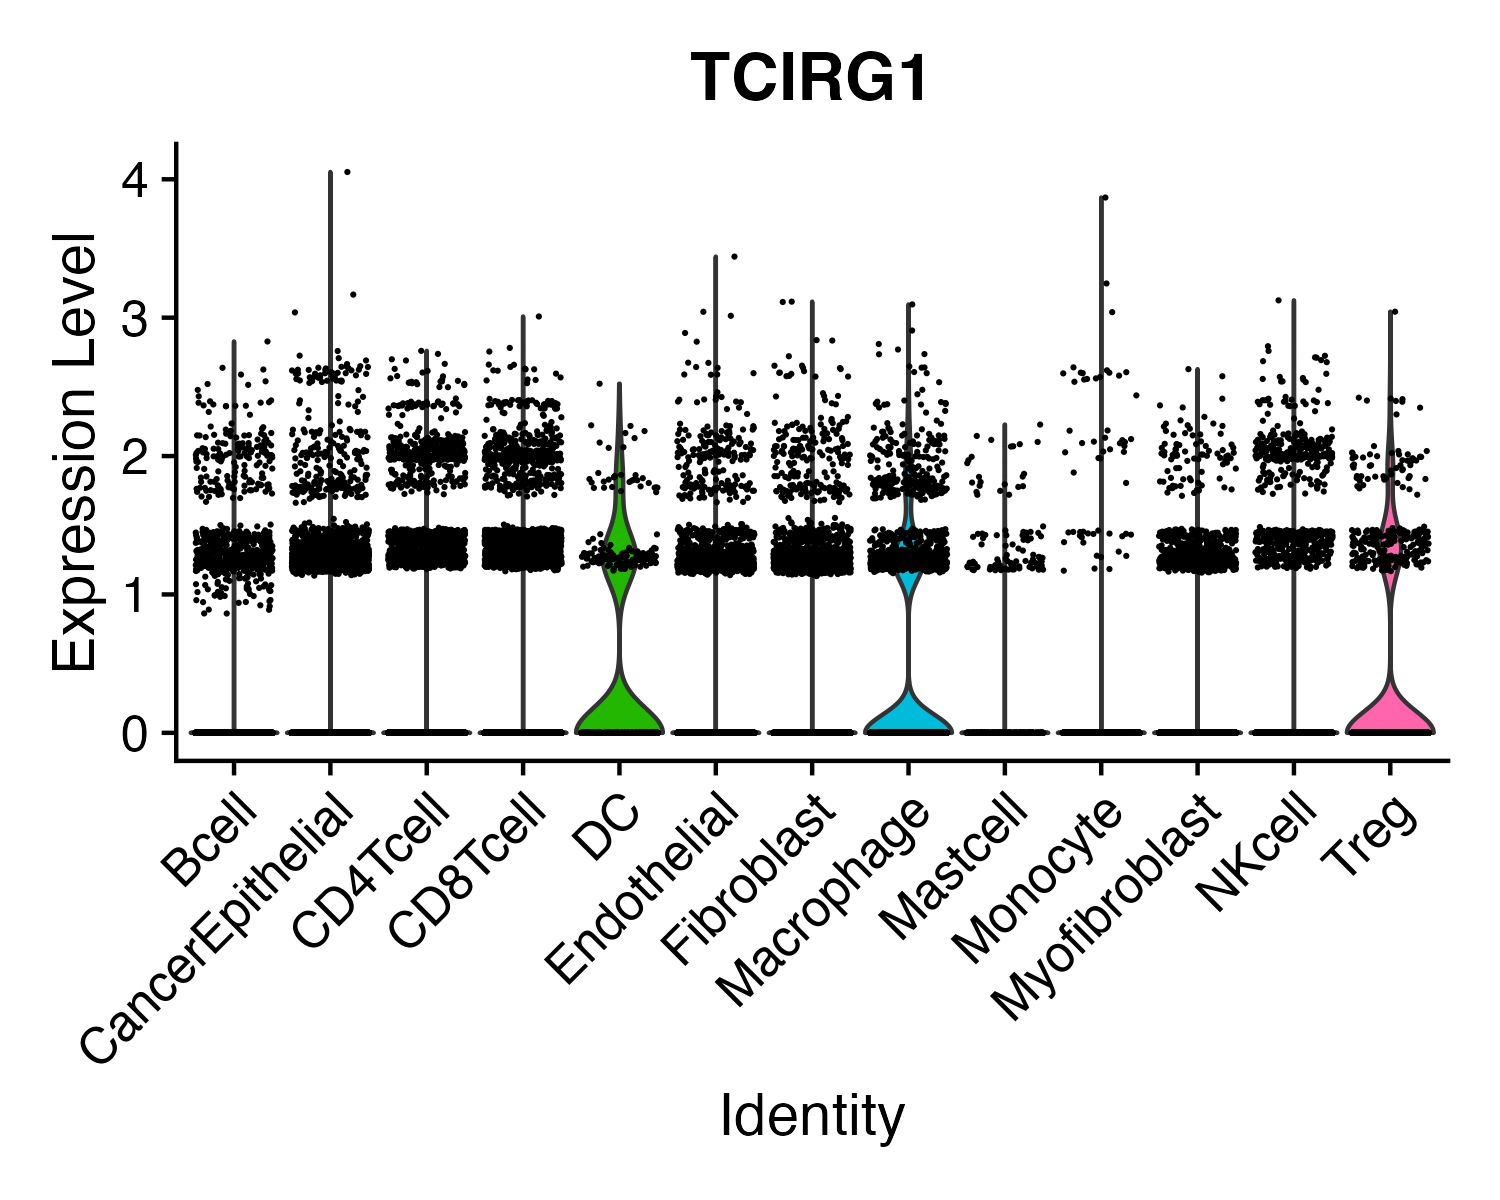 TCIRG1
Expression Level
4
3
2
1
0
Bcell
CancerEpithelial
CD4Tcell
CD8Tcell
DC
Endothelial
Fibroblast
Macrophage
Mastcell
Monocyte
Myofibroblast
NKcell
Treg
Identity